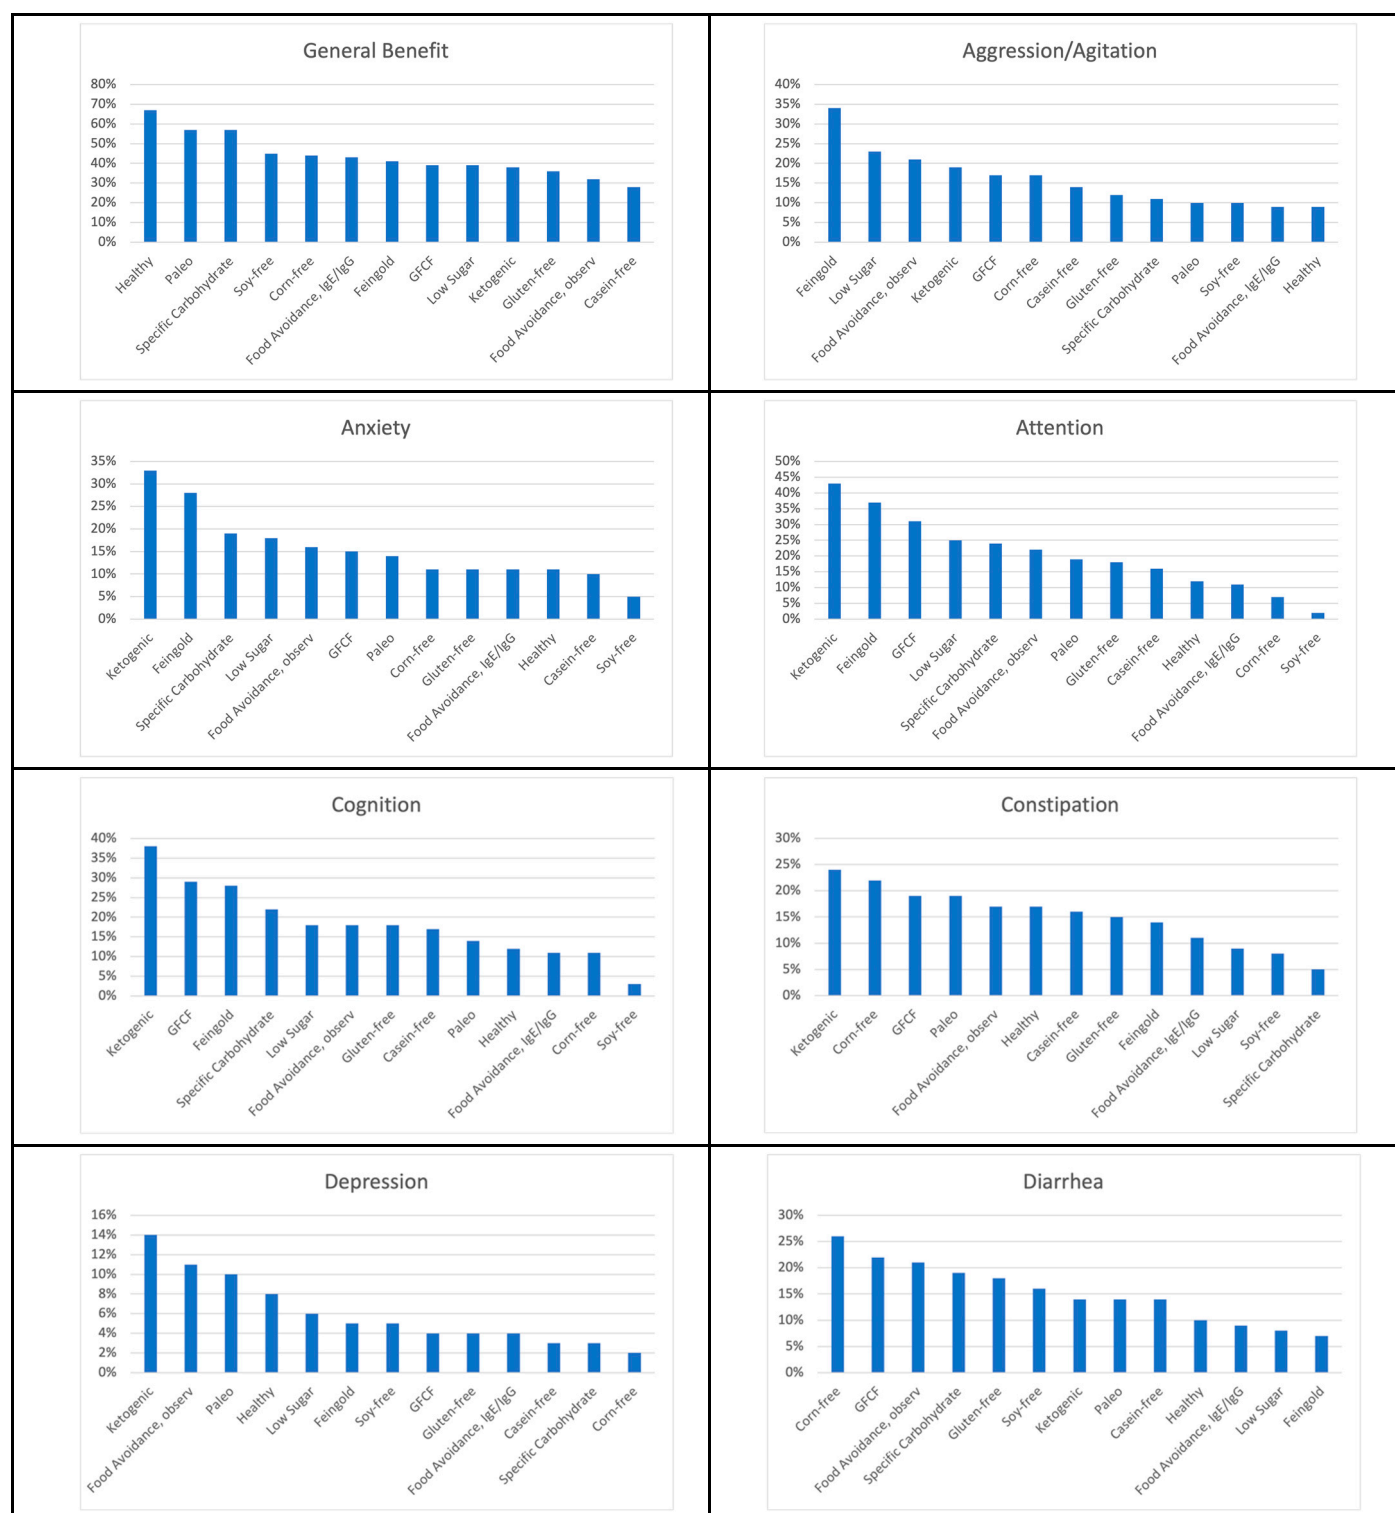 General Benefit
80%
70%
60%
50%
40%
30%
20%
10%
0%
Healthy
Paleo
Specific Carbohydrate
Soy-free
Corn-free
Food Avoidance, IgE/IgG
Feingold
GFCF
Low Sugar
Ketogenic
Gluten-free
Food Avoidance, observ
Casein-free
Aggression/Agitation
40%
35%
30%
25%
20%
15%
10%
5%
0%
Feingold
Low Sugar
Food Avoidance, observ
Ketogenic
GFCF
Corn-free
Casein-free
Gluten-free
Specific Carbohydrate
Paleo
Soy-free
Food Avoidance, IgE/IgG
Healthy
Anxiety
35%
30%
25%
20%
15%
10%
5%
0%
Ketogenic
Feingold
Specific Carbohydrate
Low Sugar
Food Avoidance, observ
GFCF
Paleo
Corn-free
Gluten-free
Food Avoidance, IgE/IgG
Healthy
Casein-free
Soy-free
Attention
50%
45%
40%
35%
30%
25%
20%
15%
10%
5%
0%
Ketogenic
Feingold
GFCF
Low Sugar
Specific Carbohydrate
Food Avoidance, observ
Paleo
Gluten-free
Casein-free
Healthy
Food Avoidance, IgE/IgG
Corn-free
Soy-free
Cognition
40%
35%
30%
25%
20%
15%
10%
5%
0%
Ketogenic
GFCF
Feingold
Specific Carbohydrate
Low Sugar
Food Avoidance, observ
Gluten-free
Casein-free
Paleo
Healthy
Food Avoidance, IgE/IgG
Corn-free
Soy-free
Constipation
30%
25%
20%
15%
10%
5%
0%
Ketogenic
Corn-free
GFCF
Paleo
Food Avoidance, observ
Healthy
Casein-free
Gluten-free
Feingold
Food Avoidance, IgE/IgG
Low Sugar
Soy-free
Specific Carbohydrate
Depression
16%
14%
12%
10%
8%
6%
4%
2%
0%
Ketogenic
Food Avoidance, observ
Paleo
Healthy
Low Sugar
Feingold
Soy-free
GFCF
Gluten-free
Food Avoidance, IgE/IgG
Casein-free
Specific Carbohydrate
Corn-free
Diarrhea
30%
25%
20%
15%
10%
5%
0%
Corn-free
GFCF
Food Avoidance, observ
Specific Carbohydrate
Gluten-free
Soy-free
Ketogenic
Paleo
Casein-free
Healthy
Food Avoidance, IgE/IgG
Low Sugar
Feingold